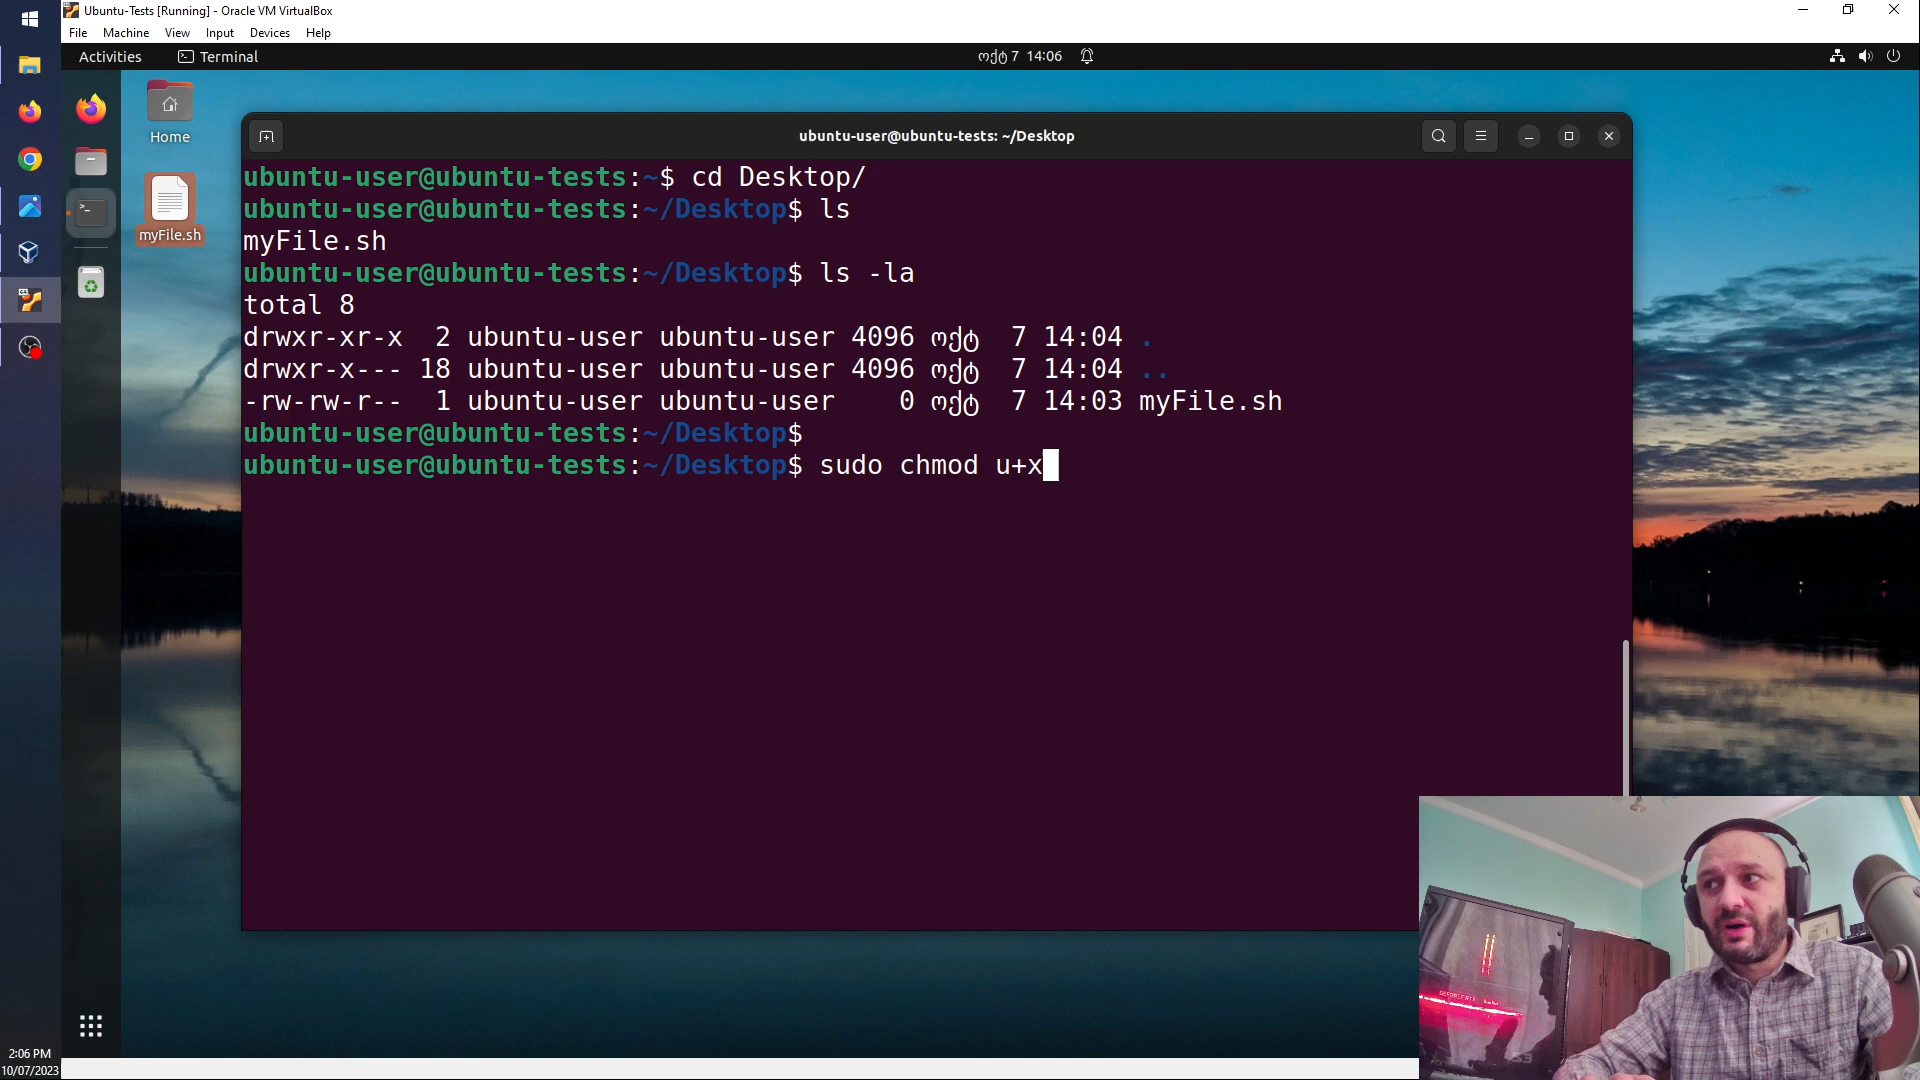 Ubuntu-Tests [Running] - Oracle VM VirtualBox
File Machine View Input Devices Help
Activities Terminal ოქტ 7 14:06
Home
myFile.sh
ubuntu-user@ubuntu-tests: ~/Desktop
ubuntu-user@ubuntu-tests:~$ cd Desktop/
ubuntu-user@ubuntu-tests:~/Desktop$ ls
myFile.sh
ubuntu-user@ubuntu-tests:~/Desktop$ ls -la
total 8
drwxr-xr-x 2 ubuntu-user ubuntu-user 4096 ოქტ 7 14:04 .
drwxr-x--- 18 ubuntu-user ubuntu-user 4096 ოქტ 7 14:04 ..
-rw-rw-r-- 1 ubuntu-user ubuntu-user 0 ოქტ 7 14:03 myFile.sh
ubuntu-user@ubuntu-tests:~/Desktop$
ubuntu-user@ubuntu-tests:~/Desktop$ sudo chmod u+x
GEFORCE RTX
2:06 PM
10/07/2023